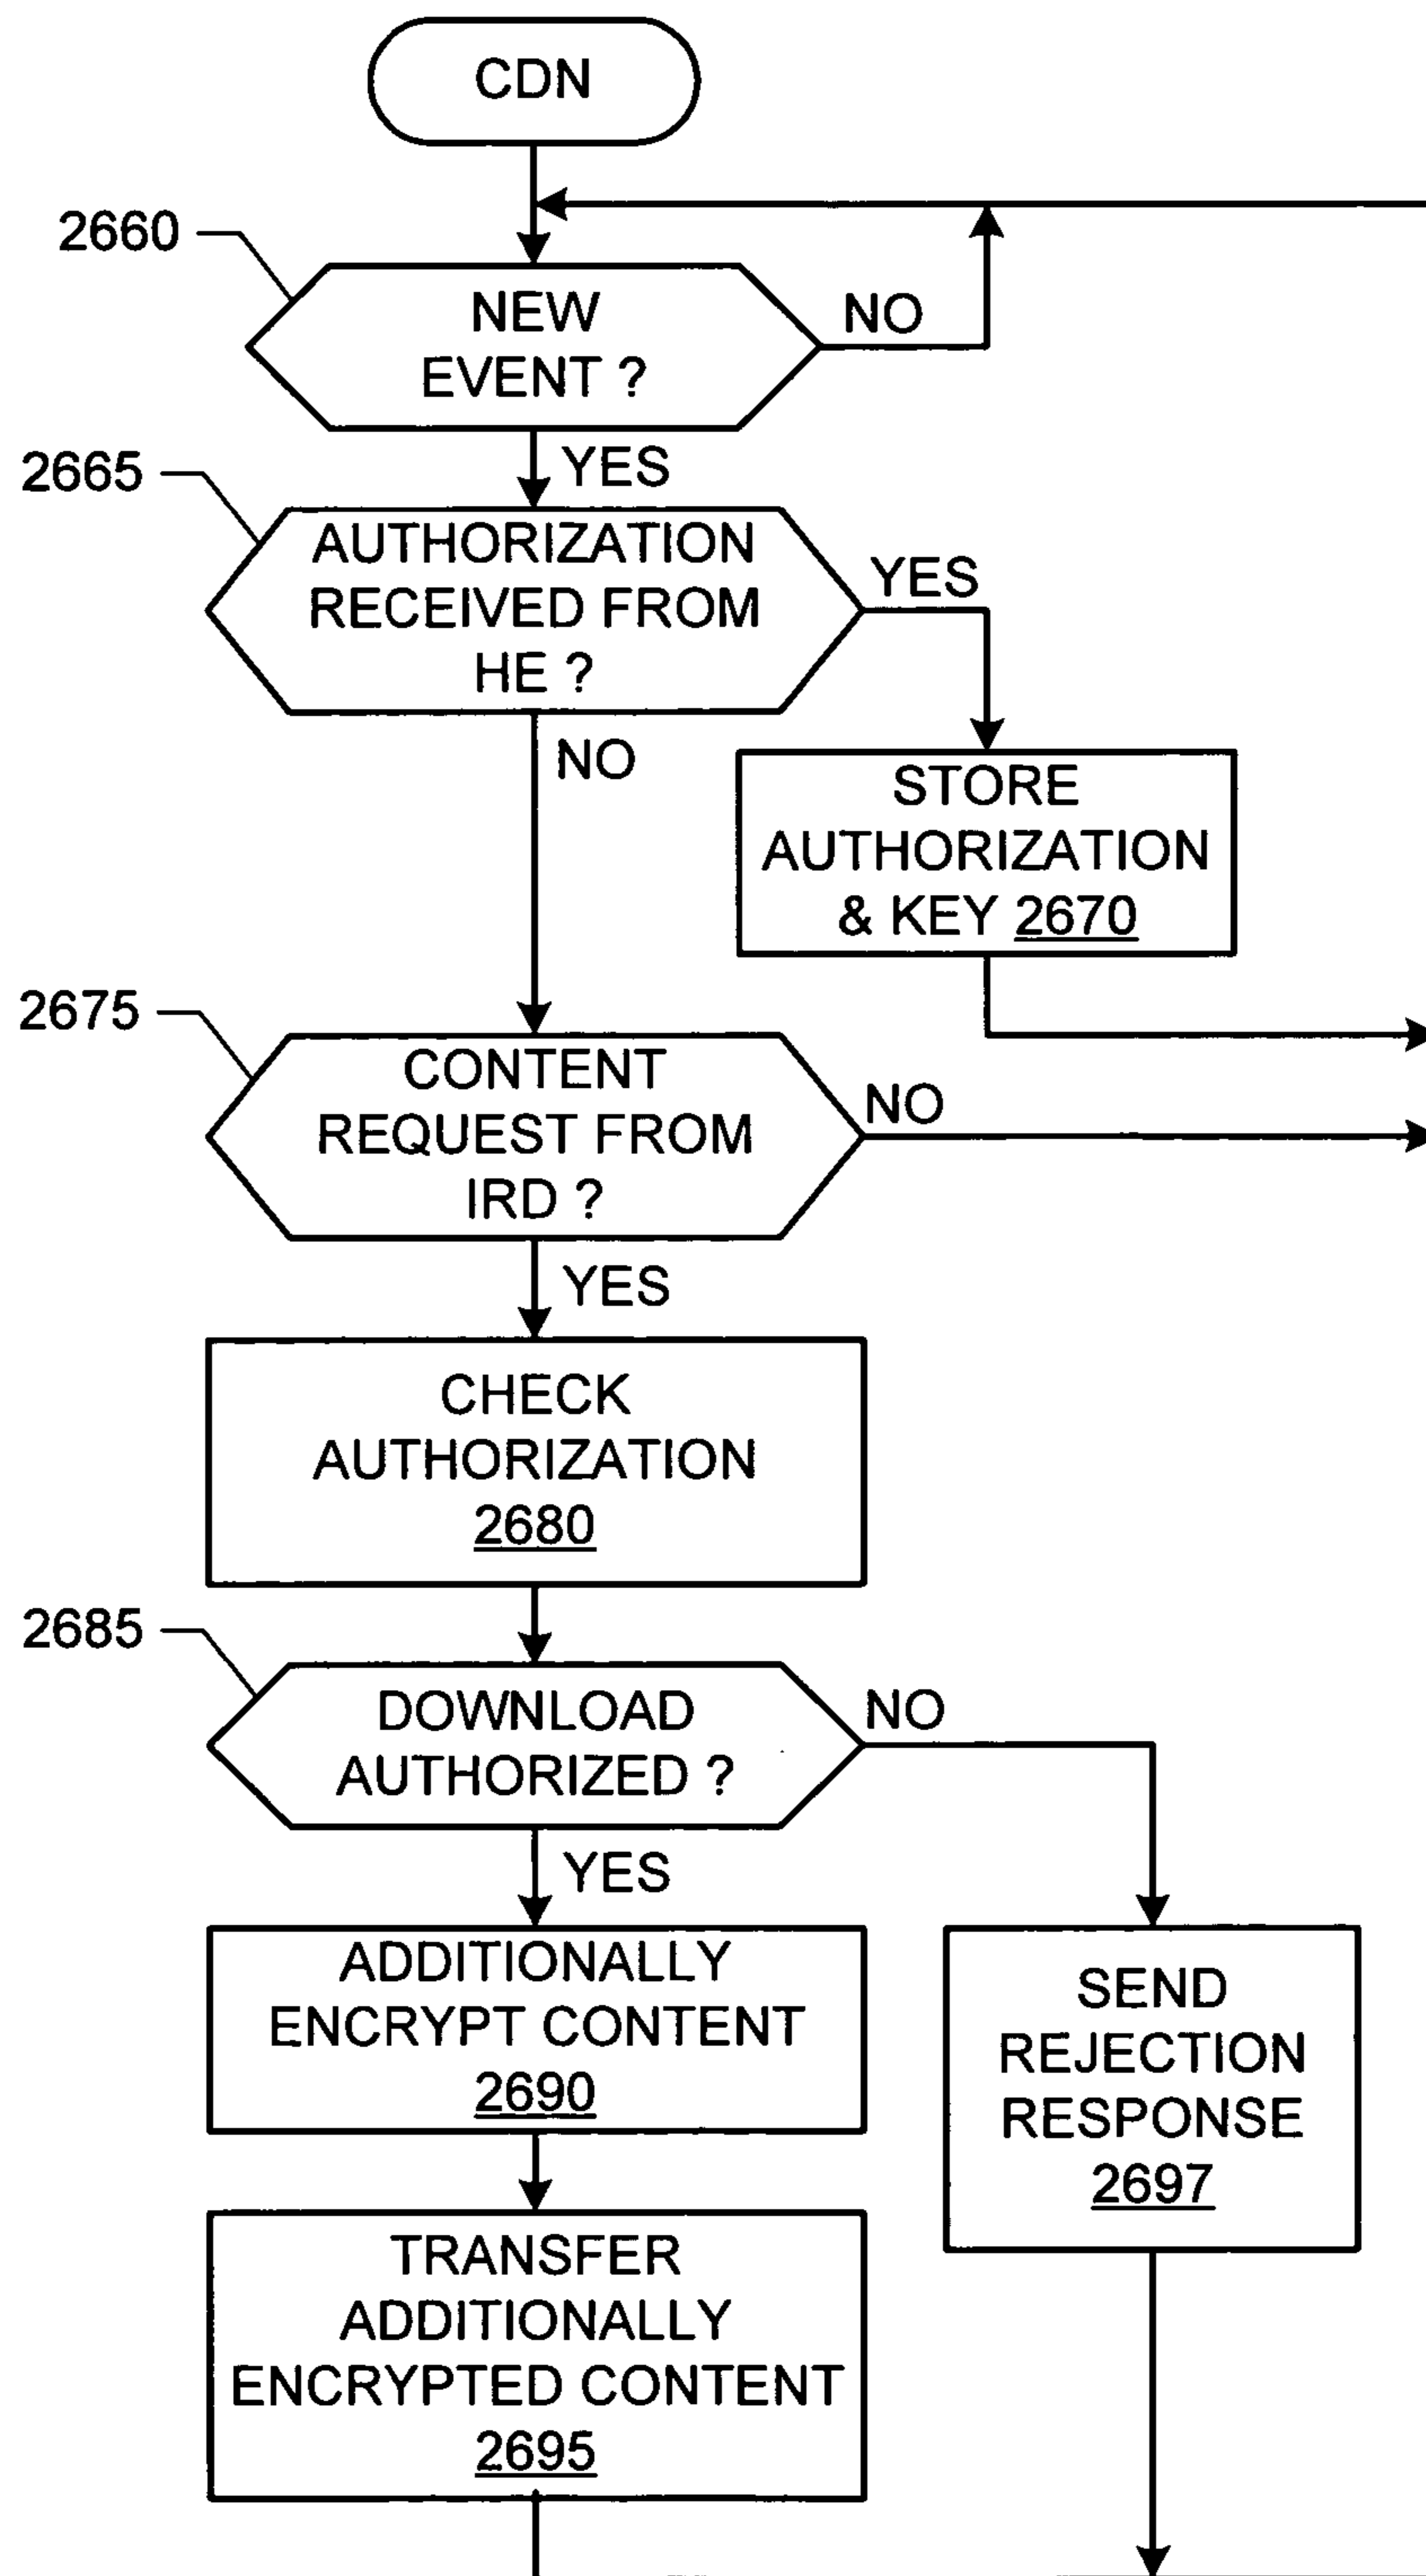 CDN
2660
NEW
EVENT ?
NO
YES
2665
AUTHORIZATION
RECEIVED FROM
HE ?
YES
NO
STORE
AUTHORIZATION
& KEY 2670
2675
CONTENT
REQUEST FROM
IRD ?
NO
YES
CHECK
AUTHORIZATION
2680
2685
DOWNLOAD
AUTHORIZED ?
NO
YES
ADDITIONALLY
ENCRYPT CONTENT
2690
SEND
REJECTION
RESPONSE
2697
TRANSFER
ADDITIONALLY
ENCRYPTED CONTENT
2695